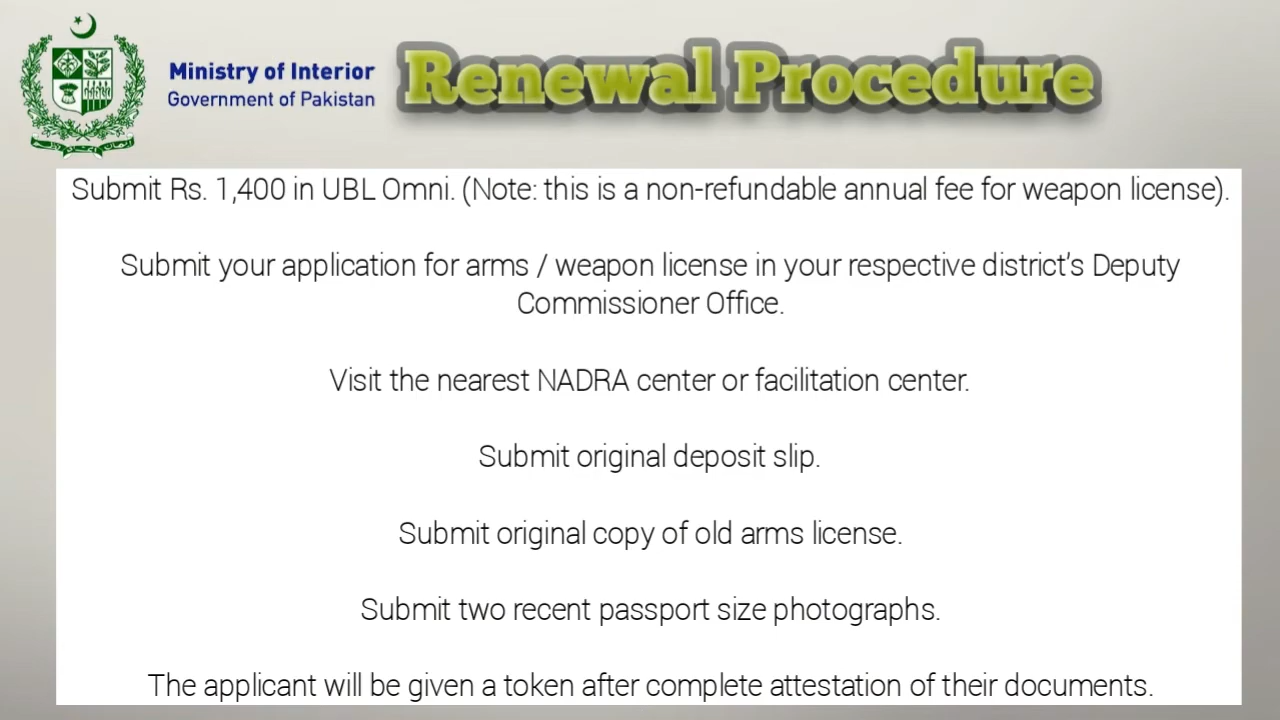 Ministry of Interior
Government of Pakistan
Renewal Procedure
Submit Rs. 1,400 in UBL Omni. (Note: this is a non-refundable annual fee for weapon license).
Submit your application for arms / weapon license in your respective district's Deputy
Commissioner Office.
Visit the nearest NADRA center or facilitation center.
Submit original deposit slip.
Submit original copy of old arms license.
Submit two recent passport size photographs.
The applicant will be given a token after complete attestation of their documents.